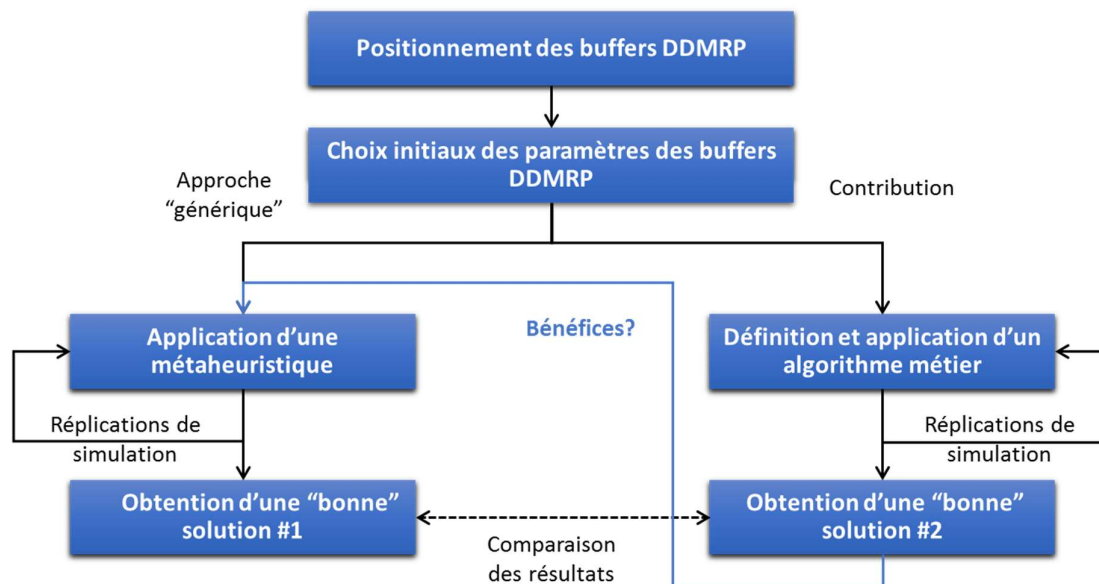 Positionnement des buffers DDMRP
Choix initiaux des paramètres des buffers
DDMRP
Approche
“générique”
Contribution
Bénéfices?
Application d’une
métaheuristique
Définition et application d’un
algorithme métier
Réplications de
simulation
Réplications de
simulation
Obtention d’une “bonne”
solution #1
Obtention d’une “bonne”
solution #2
Comparaison
des résultats